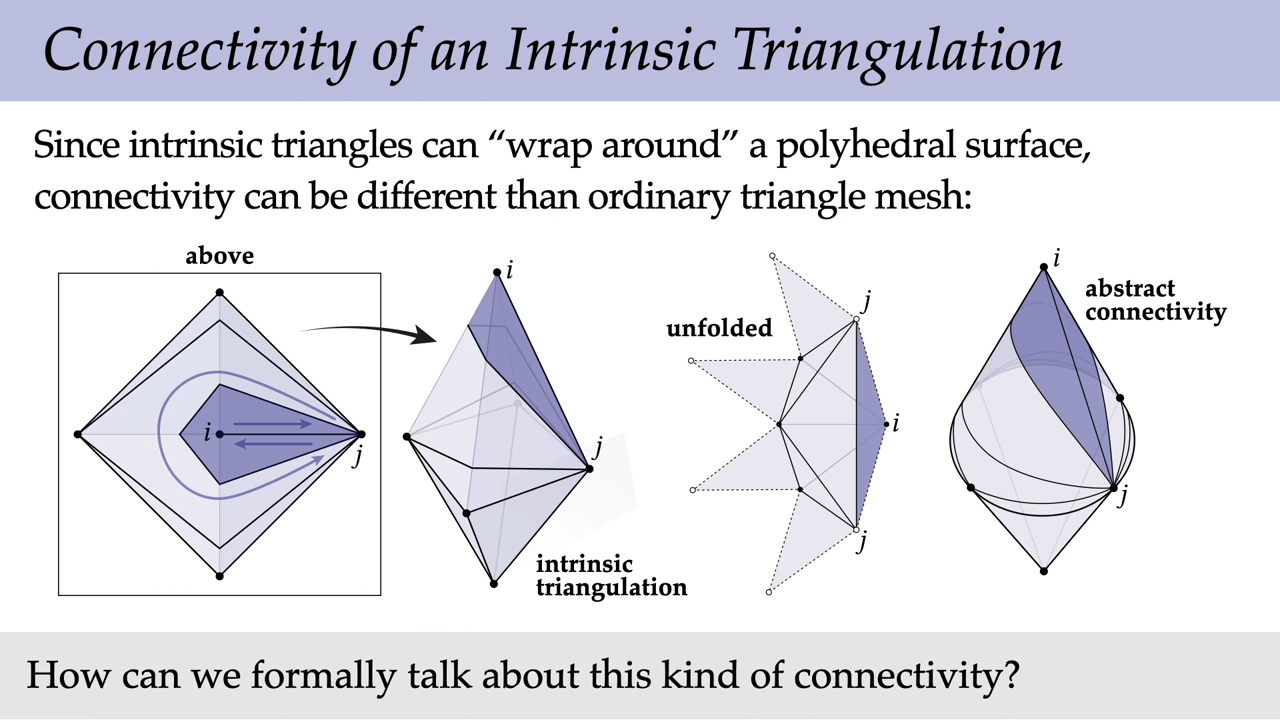 Connectivity of an Intrinsic Triangulation
Since intrinsic triangles can “wrap around” a polyhedral surface,
connectivity can be different than ordinary triangle mesh:
above
i
j
i
j
intrinsic
triangulation
unfolded
j
i
j
i
abstract
connectivity
j
How can we formally talk about this kind of connectivity?